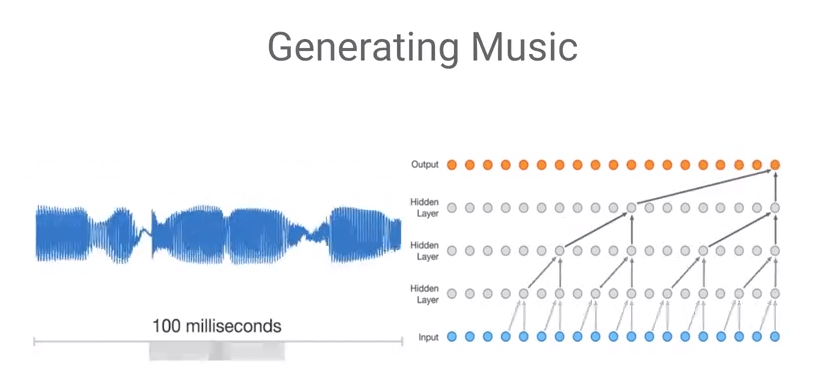 Generating Music
100 milliseconds
Output
Hidden
Layer
Hidden
Layer
Hidden
Layer
Input